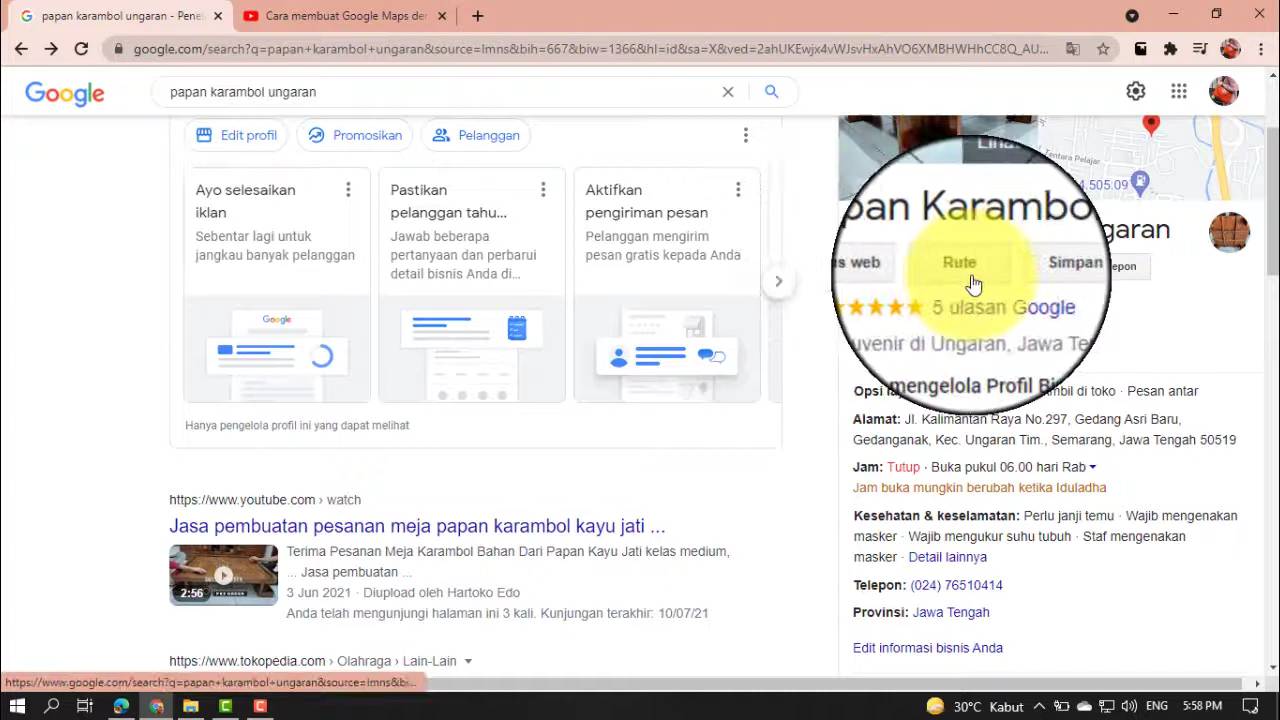 papan karambol ungaran - Pene
Cara membuat Google Maps den
google.com/search?q=papan+karambol+ungaran&source=lmns&bih=667&biw=1366&hl=id&sa=X&ved=2ahUKEwjx4vWJsvHxAhVO6XMBHWHhCC8Q_AU...
Google
papan karambol ungaran
Edit profil
Promosikan
Pelanggan
Ayo selesaikan iklan
Sebentar lagi untuk
jangkau banyak pelanggan
Google
Pastikan
pelanggan tahu...
Jawab beberapa
pertanyaan dan perbarui
detail bisnis Anda di...
Aktifkan
pengiriman pesan
Pelanggan mengirim
pesan gratis kepada Anda
Hanya pengelola profil ini yang dapat melihat
https://www.youtube.com › watch
Jasa pembuatan pesanan meja papan karambol kayu jati ...
2:56
Terima Pesanan Meja Karambol Bahan Dari Papan Kayu Jati kelas medium,
... Jasa pembuatan ...
3 Jun 2021 · Diupload oleh Hartoko Edo
Anda telah mengunjungi halaman ini 3 kali. Kunjungan terakhir: 10/07/21
https://www.tokopedia.com › Olahraga › Lain-Lain
https://www.google.com/search?q=papan+karambol+ungaran&source=lmns&bi...
Tentara Pelajar
4.505.09
Liha
pan Karambo
garan
us web
Rute
Simpan
epon
5 ulasan Google
uvenir di Ungaran, Jawa Te
mengelola Profil Bi
Opsi la
mbil di toko · Pesan antar
Alamat: Jl. Kalimantan Raya No.297, Gedang Asri Baru,
Gedanganak, Kec. Ungaran Tim., Semarang, Jawa Tengah 50519
Jam: Tutup · Buka pukul 06.00 hari Rab
Jam buka mungkin berubah ketika Iduladha
Kesehatan & keselamatan: Perlu janji temu · Wajib mengenakan
masker · Wajib mengukur suhu tubuh · Staf mengenakan
masker · Detail lainnya
Telepon: (024) 76510414
Provinsi: Jawa Tengah
Edit informasi bisnis Anda
30°C Kabut
ENG
5:58 PM